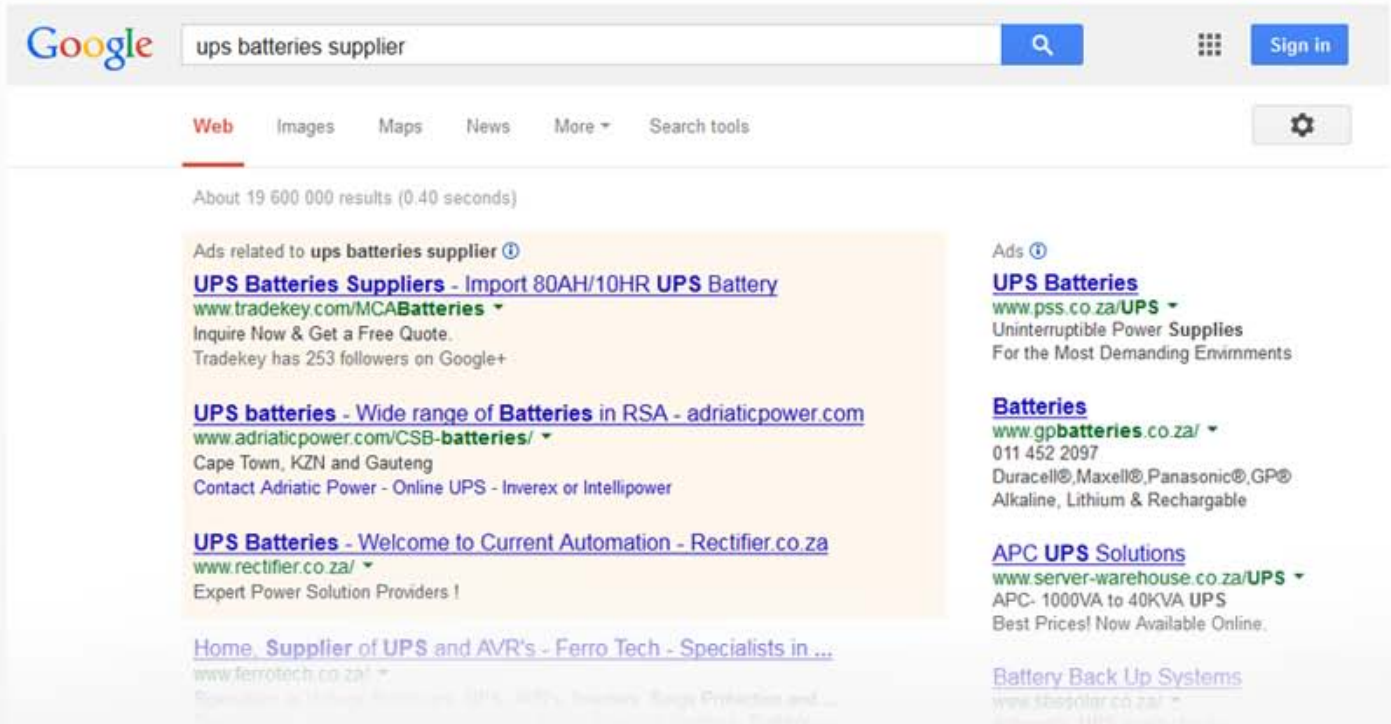 Google
ups batteries supplier
Sign in
Web Images Maps News More Search tools
About 19 600 000 results (0.40 seconds)
Ads related to ups batteries supplier
UPS Batteries Suppliers - Import 80AH/10HR UPS Battery
www.tradekey.com/MCABatteries
Inquire Now & Get a Free Quote.
Tradekey has 253 followers on Google+
UPS batteries - Wide range of Batteries in RSA - adriaticpower.com
www.adriaticpower.com/CSB-batteries/
Cape Town, KZN and Gauteng
Contact Adriatic Power - Online UPS - Inverex or Intellipower
UPS Batteries - Welcome to Current Automation - Rectifier.co.za
www.rectifier.co.za/
Expert Power Solution Providers !
Home, Supplier of UPS and AVR's - Ferro Tech - Specialists in ...
www.ferrotech.co.za/
Ads
UPS Batteries
www.pss.co.za/UPS
Uninterruptible Power Supplies
For the Most Demanding Envirnments
Batteries
www.gpbatteries.co.za/
011 452 2097
Duracell®,Maxell®,Panasonic®,GP®
Alkaline, Lithium & Rechargable
APC UPS Solutions
www.server-warehouse.co.za/UPS
APC- 1000VA to 40KVA UPS
Best Prices! Now Available Online.
Battery Back Up Systems